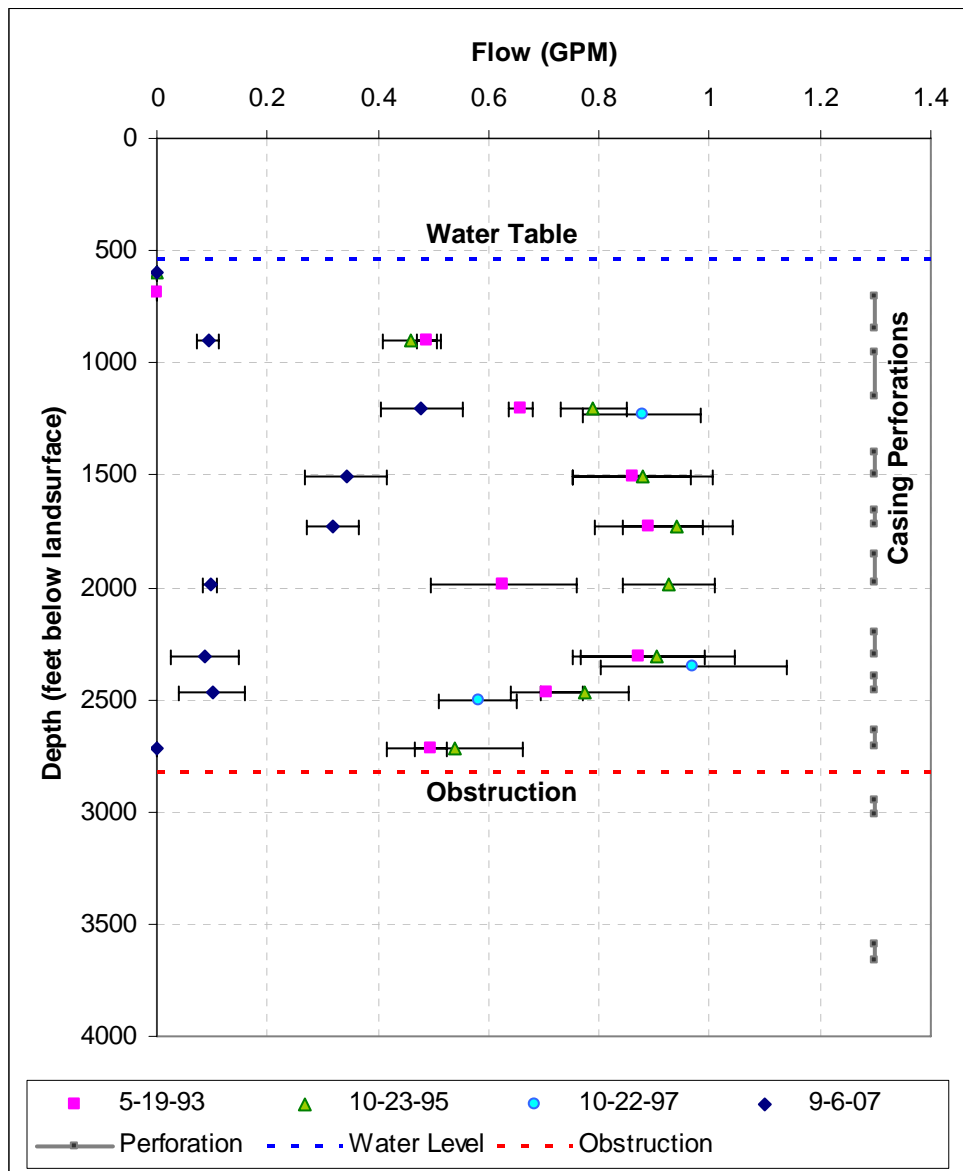 Flow (GPM)
0 0.2 0.4 0.6 0.8 1 1.2 1.4
0
500
1000
1500
2000
2500
3000
3500
4000
Depth (feet below landsurface)
Water Table
Casing Perforations
Obstruction
5-19-93 10-23-95 10-22-97 9-6-07
Perforation Water Level Obstruction